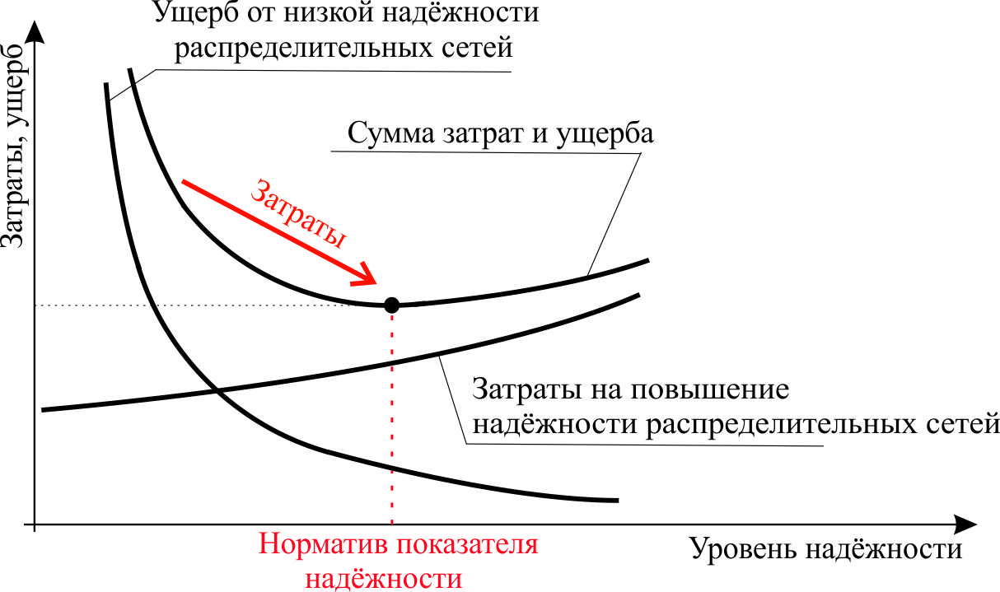 Ущерб от низкой надёжности
распределительных сетей
Затраты, ущерб
Сумма затрат и ущерба
Затраты
Затраты на повышение
надёжности распределительных сетей
Норматив показателя
надёжности
Уровень надёжности